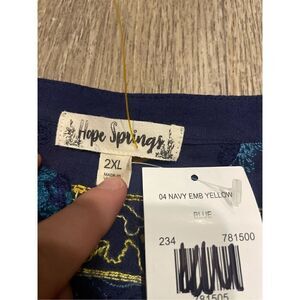 Hope Springs
2XL
MADE IN
04 NAVY EMB YELLOW
BLUE
234 781500
781505